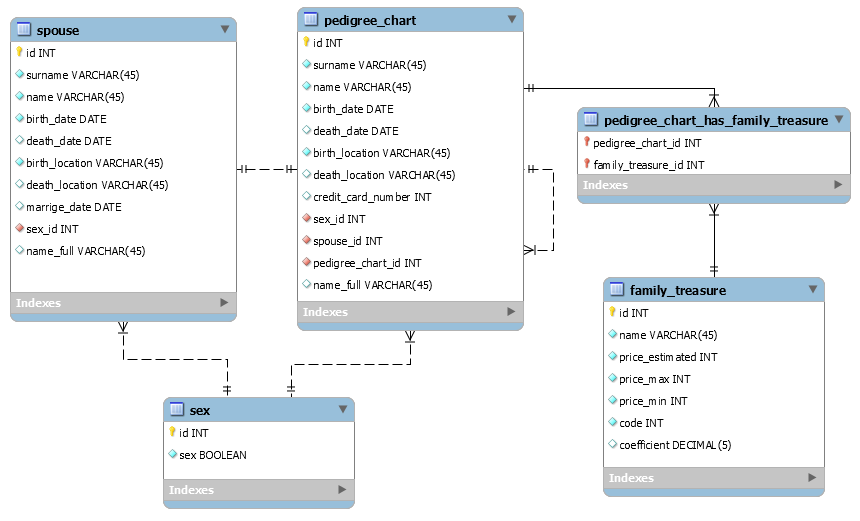 spouse
id INT
surname VARCHAR(45)
name VARCHAR(45)
birth_date DATE
death_date DATE
birth_location VARCHAR(45)
death_location VARCHAR(45)
marrige_date DATE
sex_id INT
name_full VARCHAR(45)
Indexes
pedigree_chart
id INT
surname VARCHAR(45)
name VARCHAR(45)
birth_date DATE
death_date DATE
birth_location VARCHAR(45)
death_location VARCHAR(45)
credit_card_number INT
sex_id INT
spouse_id INT
pedigree_chart_id INT
name_full VARCHAR(45)
Indexes
pedigree_chart_has_family_treasure
pedigree_chart_id INT
family_treasure_id INT
Indexes
family_treasure
id INT
name VARCHAR(45)
price_estimated INT
price_max INT
price_min INT
code INT
coefficient DECIMAL(5)
Indexes
sex
id INT
sex BOOLEAN
Indexes